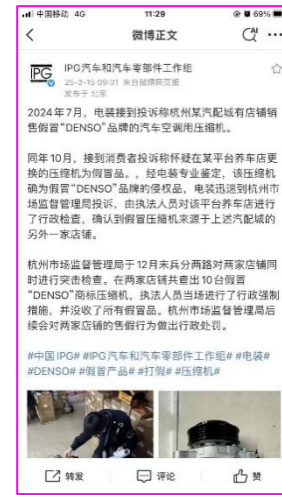 中国移动 4G 11:29 69%
微博正文
IPG汽车和汽车零部件工作组
25-3-15 09:01 来自微博网页版
发布于 北京
2024年7月，电装接到投诉称杭州某汽配城有店铺销
售假冒“DENSO”品牌的汽车空调用压缩机。
同年10月，接到消费者投诉称怀疑在某平台养车店更
换的压缩机为假冒品。，经电装专业鉴定，该压缩机
确为假冒“DENSO”品牌的侵权品，电装迅速到杭州市
场监督管理局投诉，由执法人员对该平台养车店进行
了行政检查，确认到假冒压缩机来源于上述汽配城的
另外一家店铺。
杭州市场监督管理局于12月末兵分两路对两家店铺同
时进行突击检查。在两家店铺共查出10台假冒
“DENSO”商标压缩机，执法人员当场进行了行政强制
措施，并没收了所有假冒品。杭州市场监督管理局后
续会对两家店铺的售假行为做出行政处罚。
#中国IPG# #IPG汽车和汽车零部件工作组# #电装#
#DENSO# #假冒产品# #打假# #压缩机#
转发 评论 赞